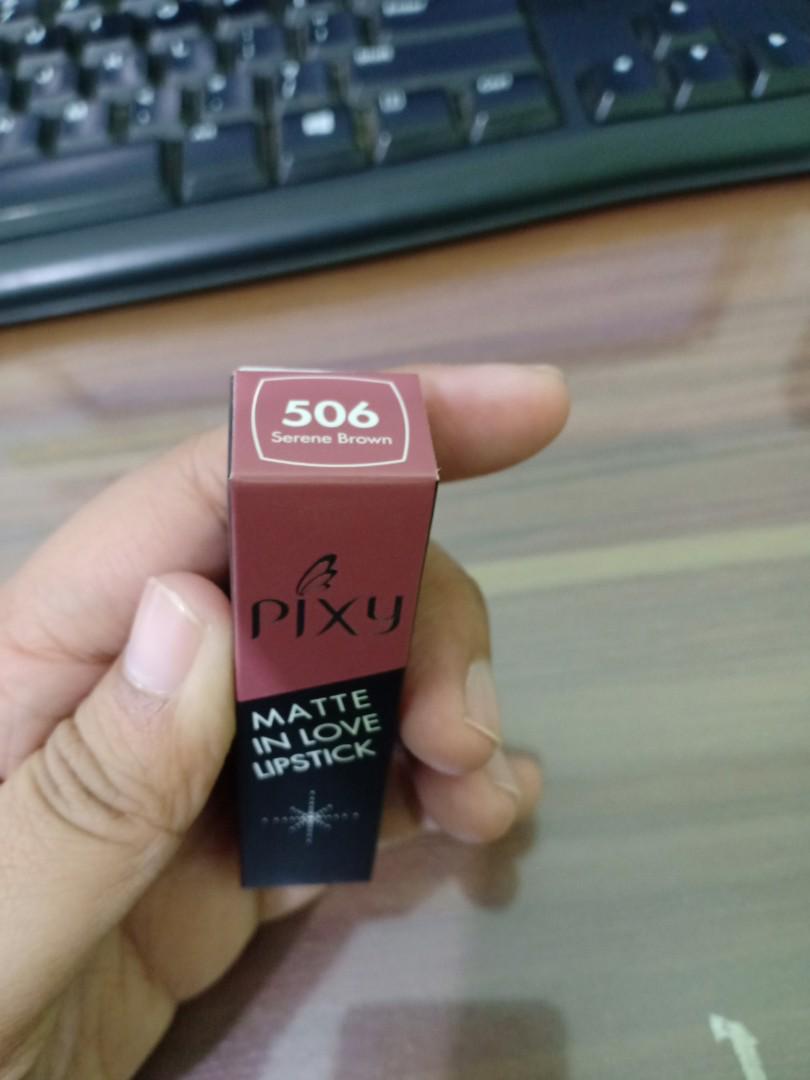 506
Serene Brown
PIXY
MATTE
IN LOVE
LIPSTICK